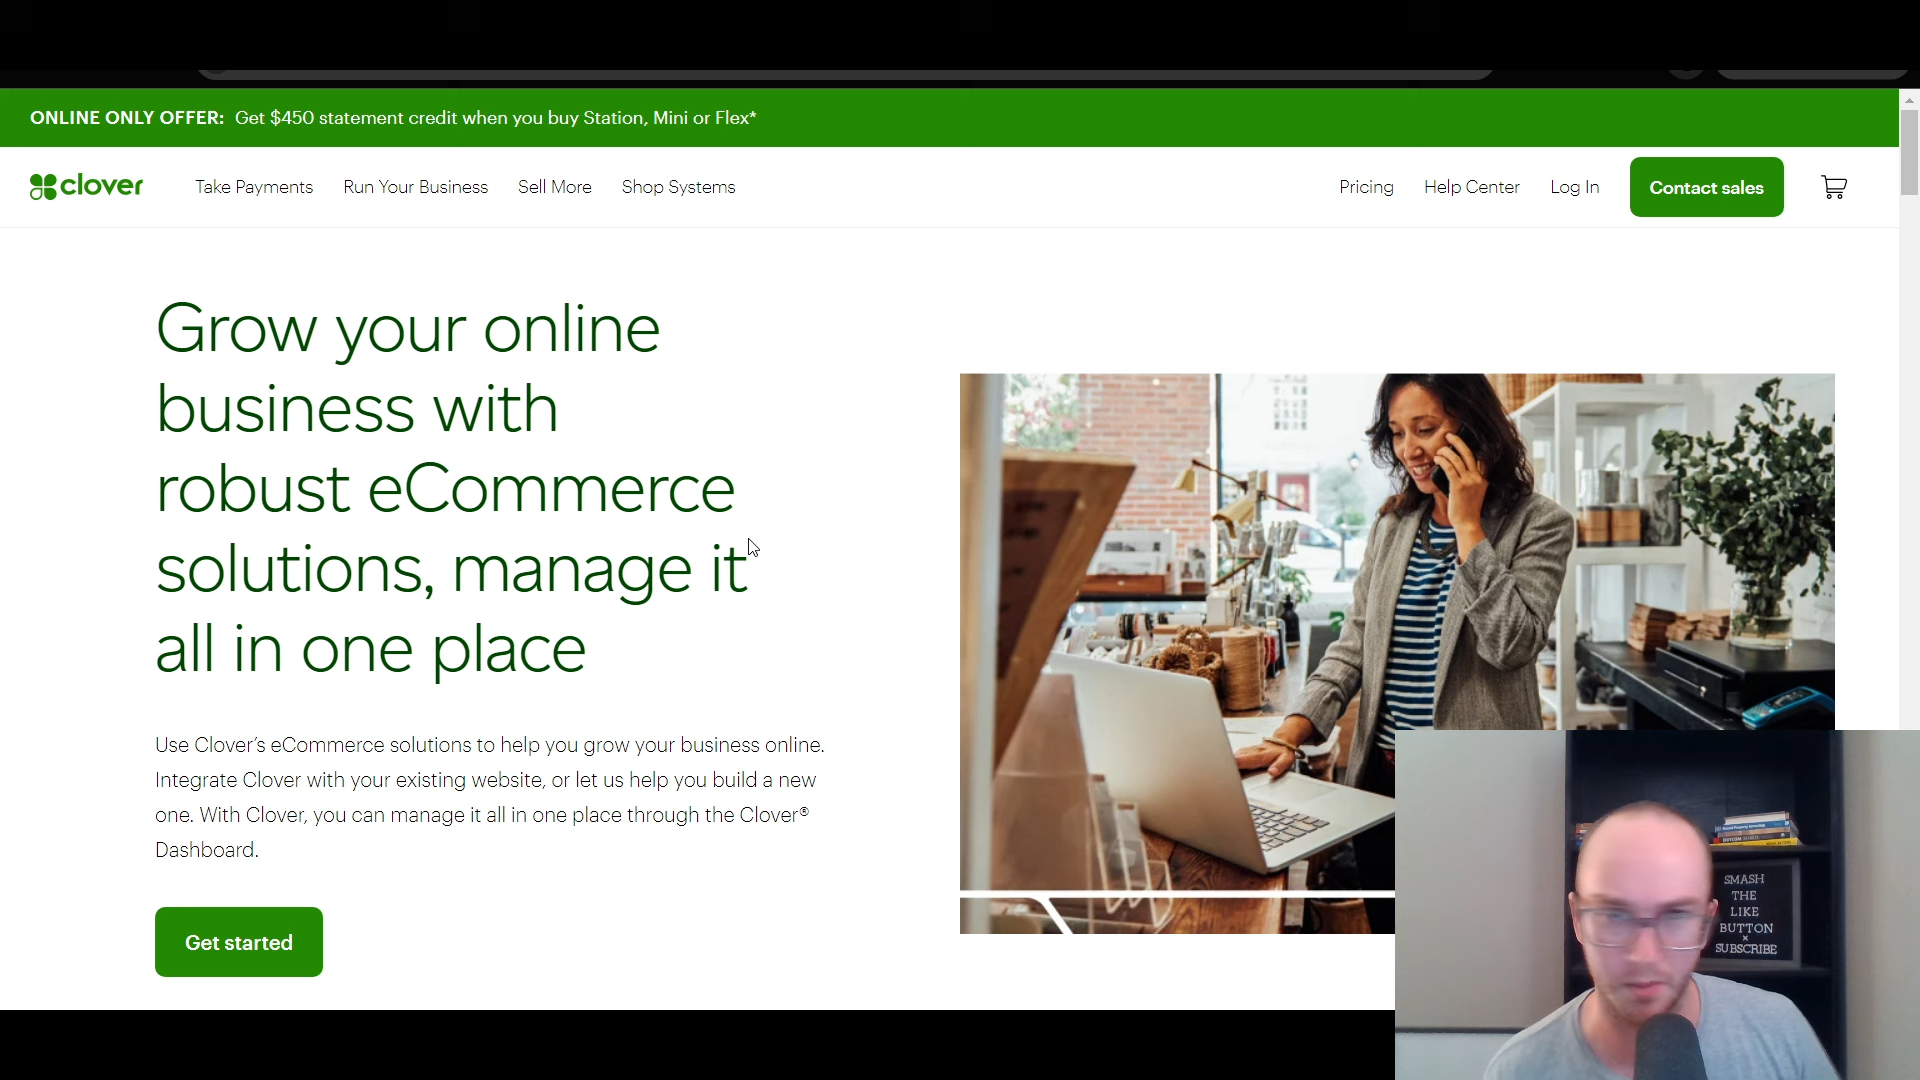 ONLINE ONLY OFFER: Get $450 statement credit when you buy Station, Mini or Flex*
clover Take Payments Run Your Business Sell More Shop Systems Pricing Help Center Log In Contact sales
Grow your online
business with
robust eCommerce
solutions, manage it
all in one place
Use Clover’s eCommerce solutions to help you grow your business online.
Integrate Clover with your existing website, or let us help you build a new
one. With Clover, you can manage it all in one place through the Clover®
Dashboard.
Get started
SMASH
THE
LIKE
BUTTON
×
SUBSCRIBE